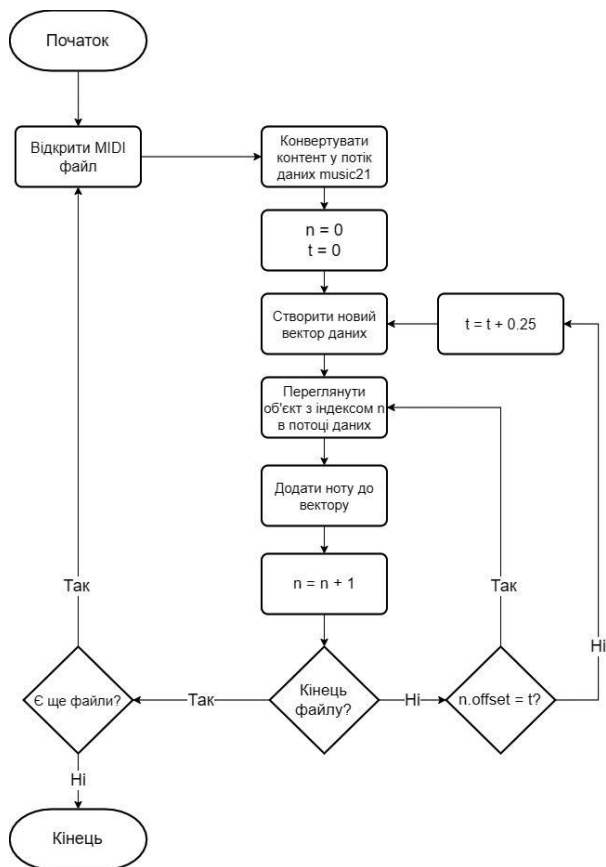 Початок
Відкрити MIDI
файл
Конвертувати
контент у потік
даних music21
n = 0
t = 0
Створити новий
вектор даних
t = t + 0.25
Переглянути
об'єкт з індексом n
в потоці даних
Додати ноту до
вектору
n = n + 1
Так
Так
Ні
Є ще файли?
Так
Кінець
файлу?
Ні
n.offset = t?
Ні
Кінець